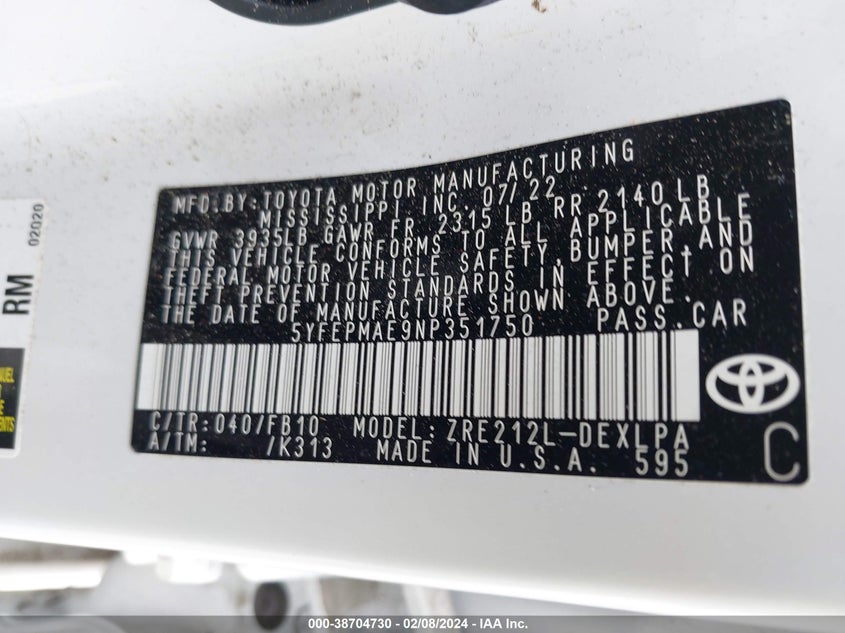 MFD.BY:TOYOTA MOTOR MANUFACTURING
MISSISSIPPI, INC. 07/22
GVWR 3935LB GAWR FR 2315 LB RR 2140 LB
THIS VEHICLE CONFORMS TO ALL APPLICABLE
FEDERAL MOTOR VEHICLE SAFETY, BUMPER, AND
THEFT PREVENTION STANDARDS IN EFFECT ON
THE DATE OF MANUFACTURE SHOWN ABOVE.
5YFEPMAE9NP351750 PASS.CAR
C/TR:040/FB10 MODEL:ZRE212L-DEXLPA
A/TM: /K313 MADE IN U.S.A. 595
C
RM
02020
000-38704730 - 02/08/2024 - IAA Inc.